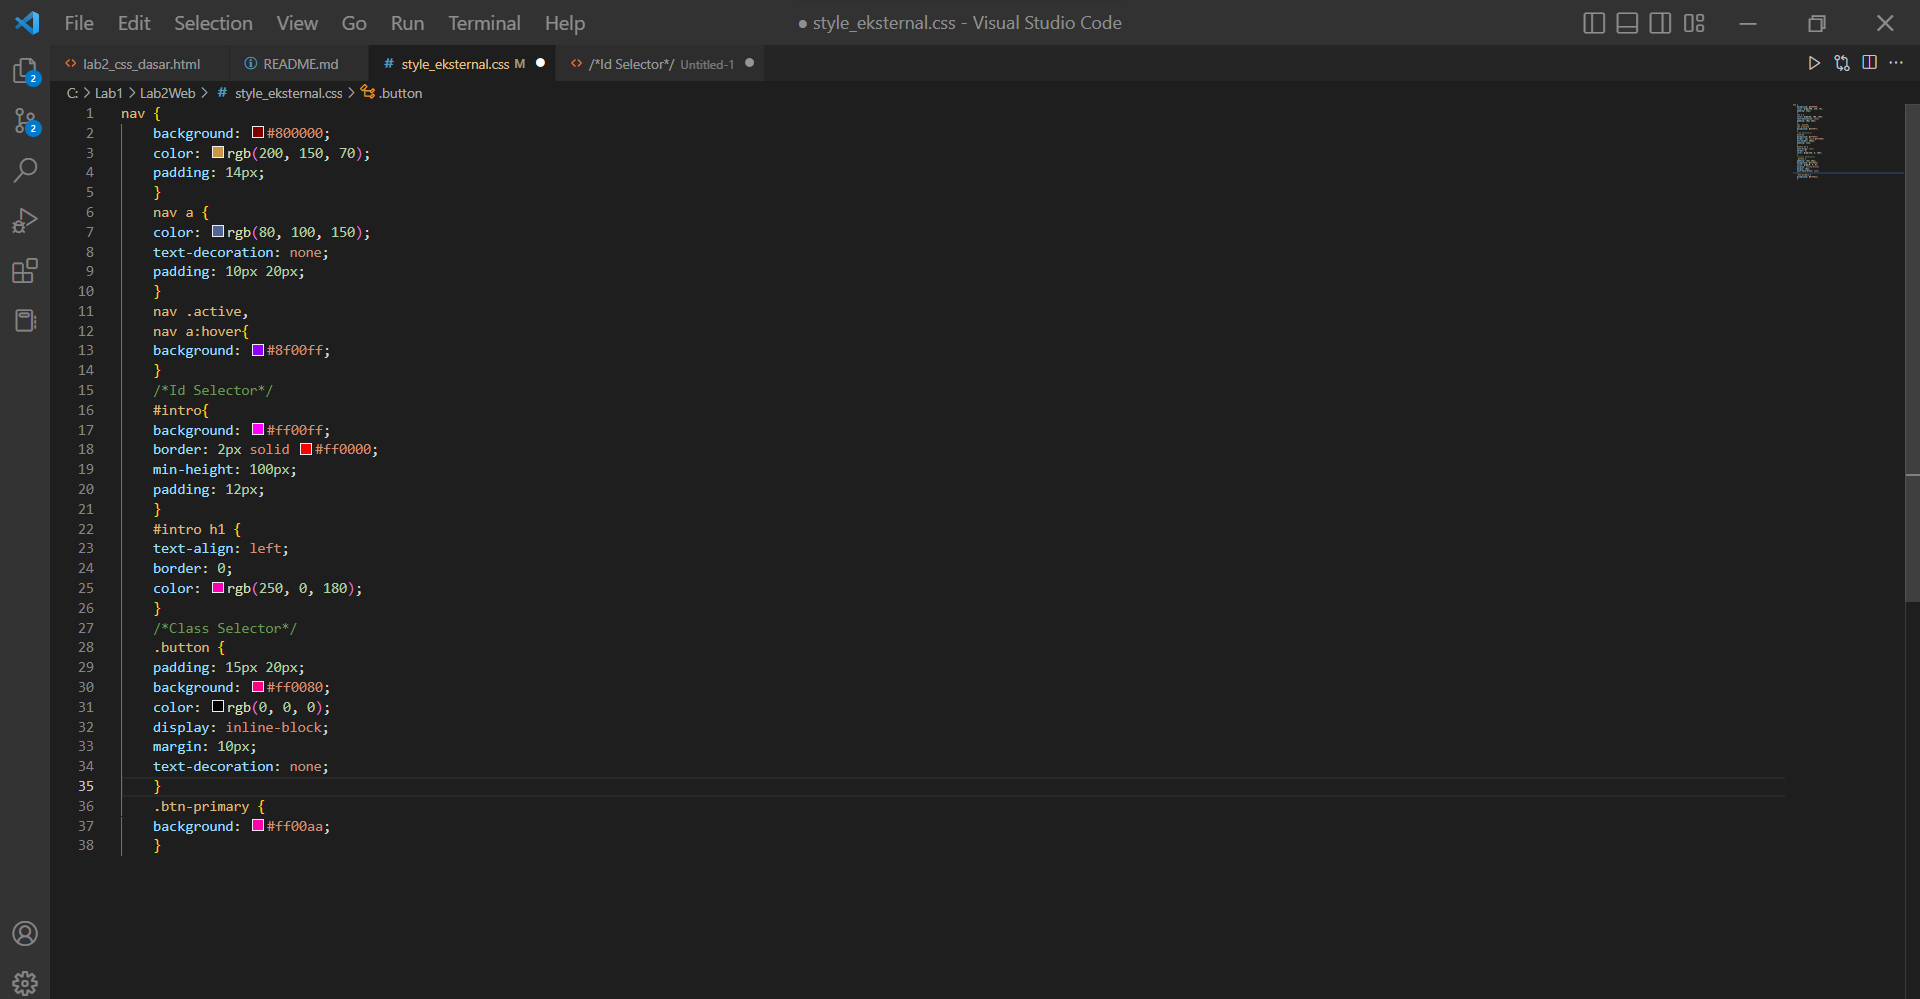 File Edit Selection View Go Run Terminal Help ● style_eksternal.css - Visual Studio Code
lab2_css_dasar.html README.md # style_eksternal.css M /*Id Selector*/ Untitled-1
C: > Lab1 > Lab2Web > # style_eksternal.css > .button
2
2
1 nav {
2 background: #800000;
3 color: rgb(200, 150, 70);
4 padding: 14px;
5 }
6 nav a {
7 color: rgb(80, 100, 150);
8 text-decoration: none;
9 padding: 10px 20px;
10 }
11 nav .active,
12 nav a:hover{
13 background: #8f00ff;
14 }
15 /*Id Selector*/
16 #intro{
17 background: #ff00ff;
18 border: 2px solid #ff0000;
19 min-height: 100px;
20 padding: 12px;
21 }
22 #intro h1 {
23 text-align: left;
24 border: 0;
25 color: rgb(250, 0, 180);
26 }
27 /*Class Selector*/
28 .button {
29 padding: 15px 20px;
30 background: #ff0080;
31 color: rgb(0, 0, 0);
32 display: inline-block;
33 margin: 10px;
34 text-decoration: none;
35 }
36 .btn-primary {
37 background: #ff00aa;
38 }